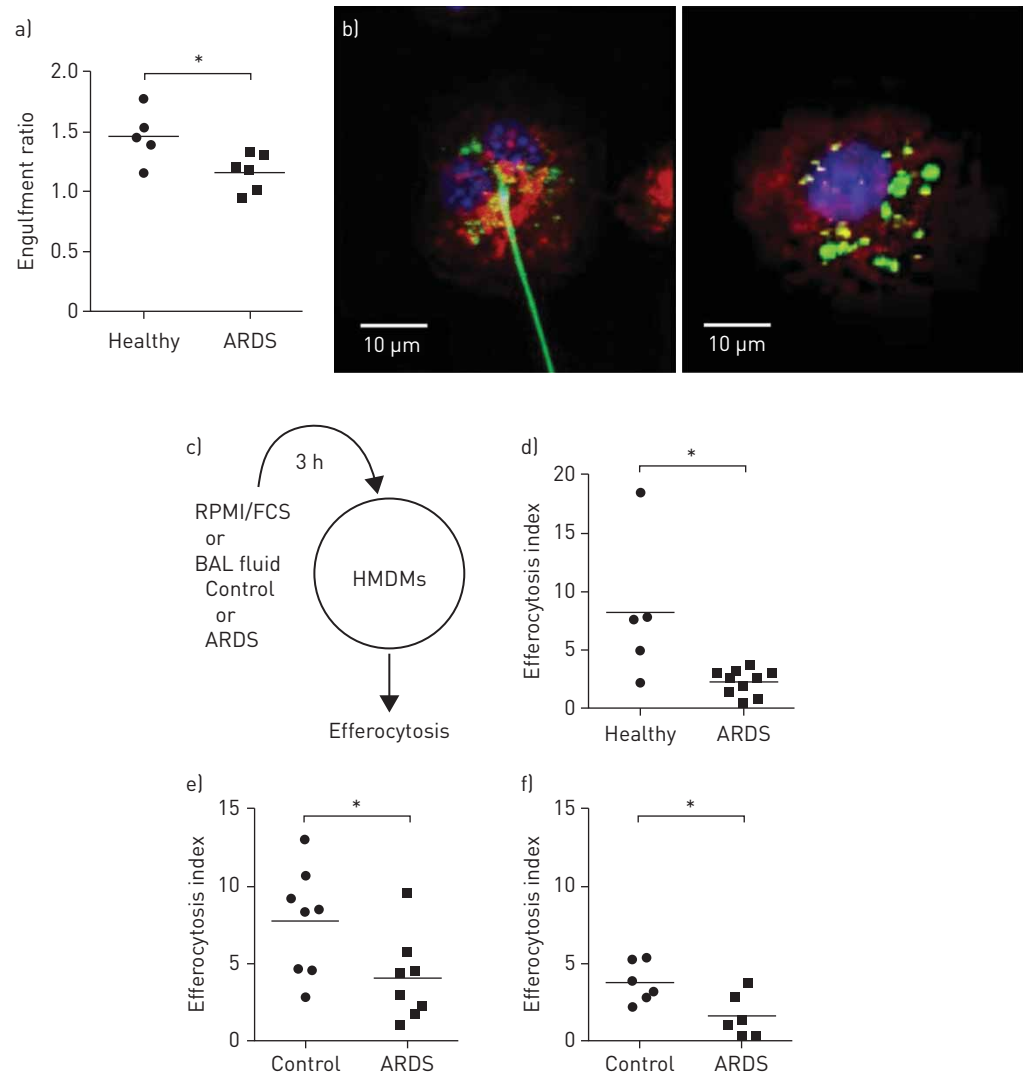 a)
*
2.0
1.5
1.0
0.5
0
Engulfment ratio
Healthy ARDS
b)
10 µm
10 µm
c)
3 h
RPMI/FCS
or
BAL fluid
Control
or
ARDS
HMDMs
Efferocytosis
d)
*
20
15
10
5
0
Efferocytosis index
Healthy ARDS
e)
*
15
10
5
0
Efferocytosis index
Control ARDS
f)
*
15
10
5
0
Efferocytosis index
Control ARDS